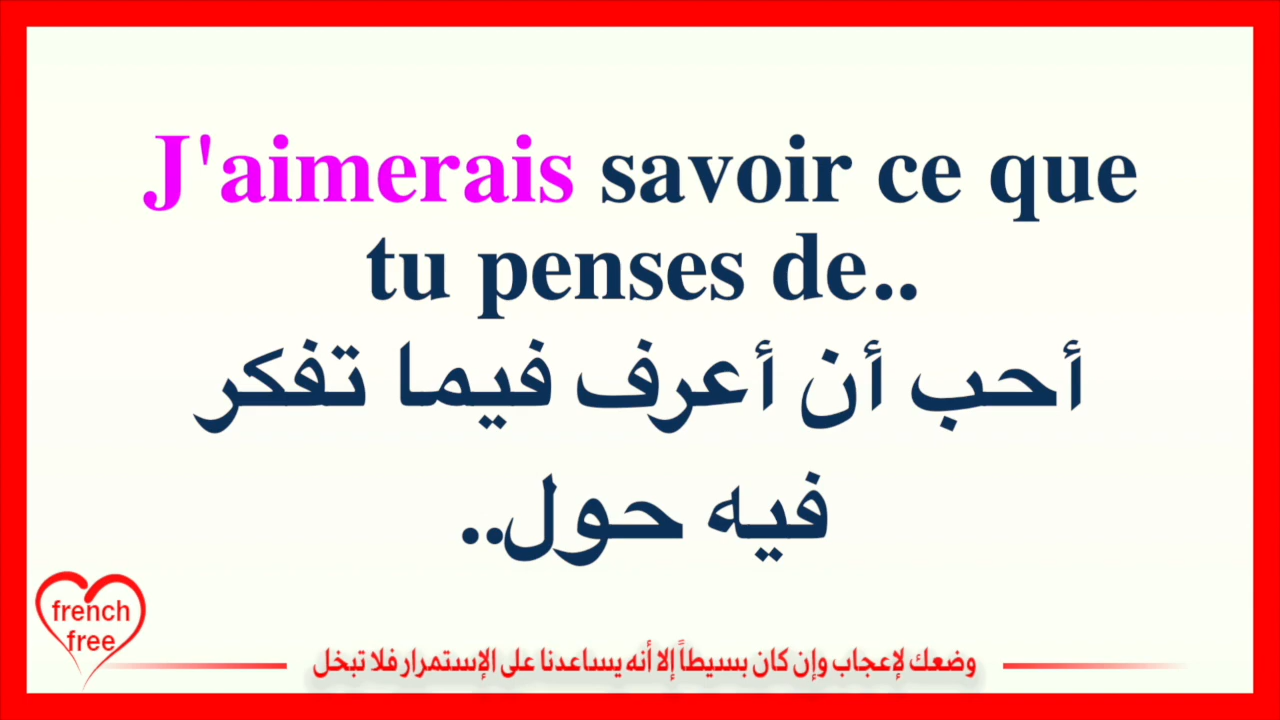 J'aimerais savoir ce que
tu penses de..
أحب أن أعرف فيما تفكر
فيه حول..
french
free
وضعك لإعجاب وإن كان بسيطاً إلا أنه يساعدنا على الإستمرار فلا تبخل